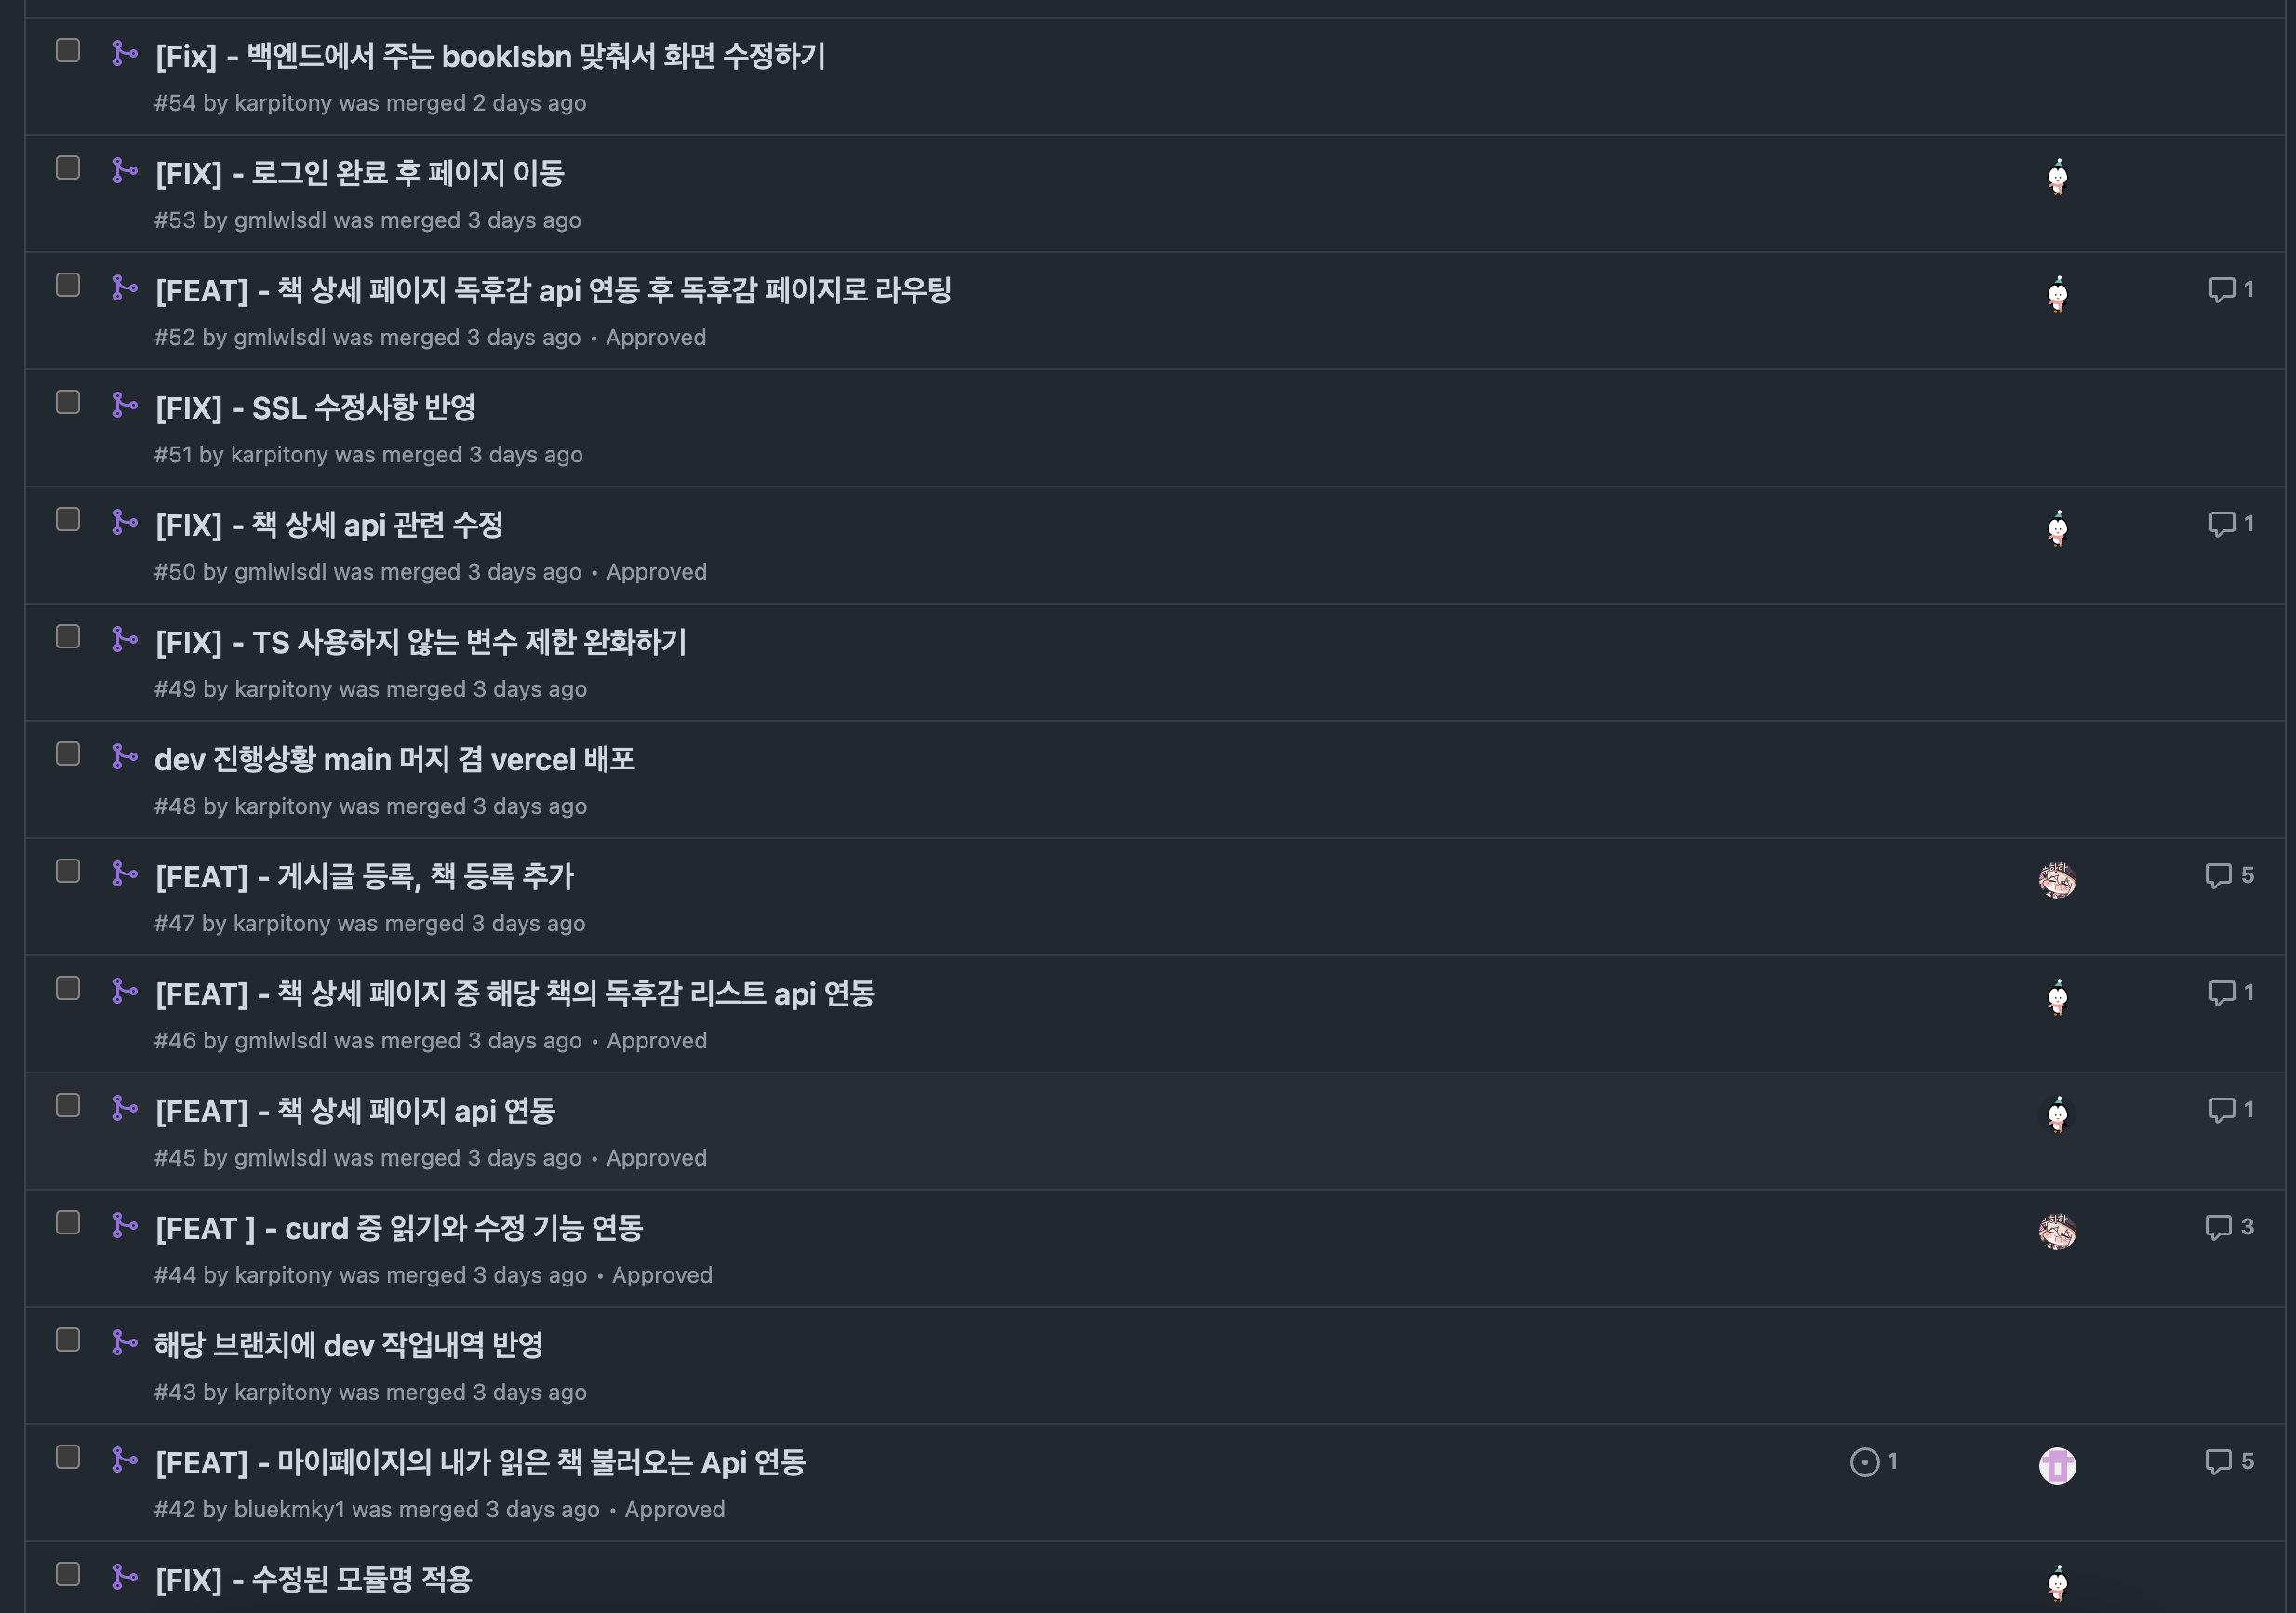 [Fix] - 백엔드에서 주는 bookIsbn 맞춰서 화면 수정하기
#54 by karpitony was merged 2 days ago
[FIX] - 로그인 완료 후 페이지 이동
#53 by gmlwlsdl was merged 3 days ago
[FEAT] - 책 상세 페이지 독후감 api 연동 후 독후감 페이지로 라우팅
1
#52 by gmlwlsdl was merged 3 days ago • Approved
[FIX] - SSL 수정사항 반영
#51 by karpitony was merged 3 days ago
[FIX] - 책 상세 api 관련 수정
1
#50 by gmlwlsdl was merged 3 days ago • Approved
[FIX] - TS 사용하지 않는 변수 제한 완화하기
#49 by karpitony was merged 3 days ago
dev 진행상황 main 머지 겸 vercel 배포
#48 by karpitony was merged 3 days ago
[FEAT] - 게시글 등록, 책 등록 추가
5
#47 by karpitony was merged 3 days ago
[FEAT] - 책 상세 페이지 중 해당 책의 독후감 리스트 api 연동
1
#46 by gmlwlsdl was merged 3 days ago • Approved
[FEAT] - 책 상세 페이지 api 연동
1
#45 by gmlwlsdl was merged 3 days ago • Approved
[FEAT ] - curd 중 읽기와 수정 기능 연동
3
#44 by karpitony was merged 3 days ago • Approved
해당 브랜치에 dev 작업내역 반영
#43 by karpitony was merged 3 days ago
[FEAT] - 마이페이지의 내가 읽은 책 불러오는 Api 연동
1
5
#42 by bluekmky1 was merged 3 days ago • Approved
[FIX] - 수정된 모듈명 적용